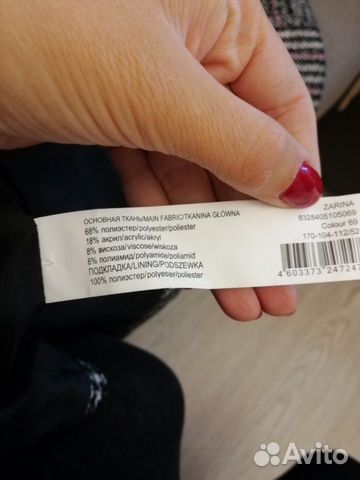 ОСНОВНАЯ ТКАНЬ/MAIN FABRIC/TKANINA GŁÓWNA
68% полиэстер/polyester/poliester
18% акрил/acrylic/akryl
8% вискоза/viscose/wiskoza
6% полиамид/polyamide/poliamid
ПОДКЛАДКА/LINING/PODSZEWKA
100% полиэстер/polyester/poliester
ZARINA
8328405105069
Colour 69
170-104-112/52
4 603373 247247
Avito